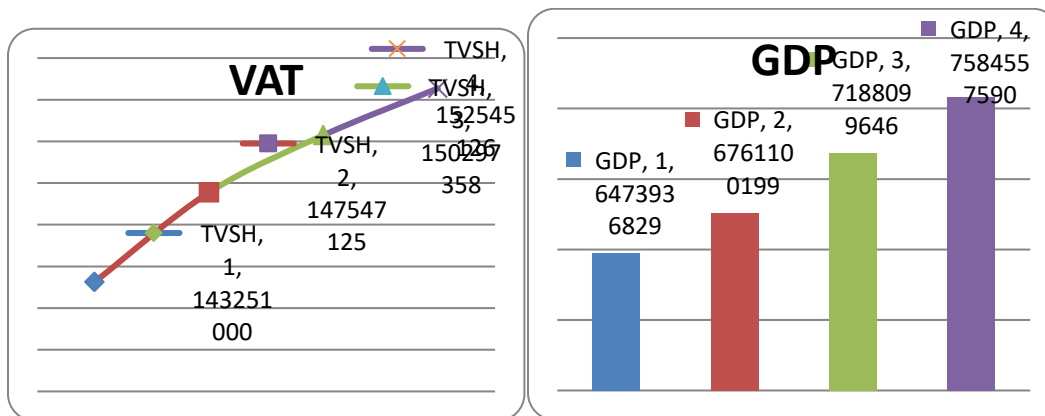 VAT
TVSH,
4,
152545
126
TVSH,
3,
150297
358
TVSH,
2,
147547
125
TVSH,
1,
143251
000
GDP
GDP, 4,
758455
7590
GDP, 3,
718809
9646
GDP, 2,
676110
0199
GDP, 1,
647393
6829